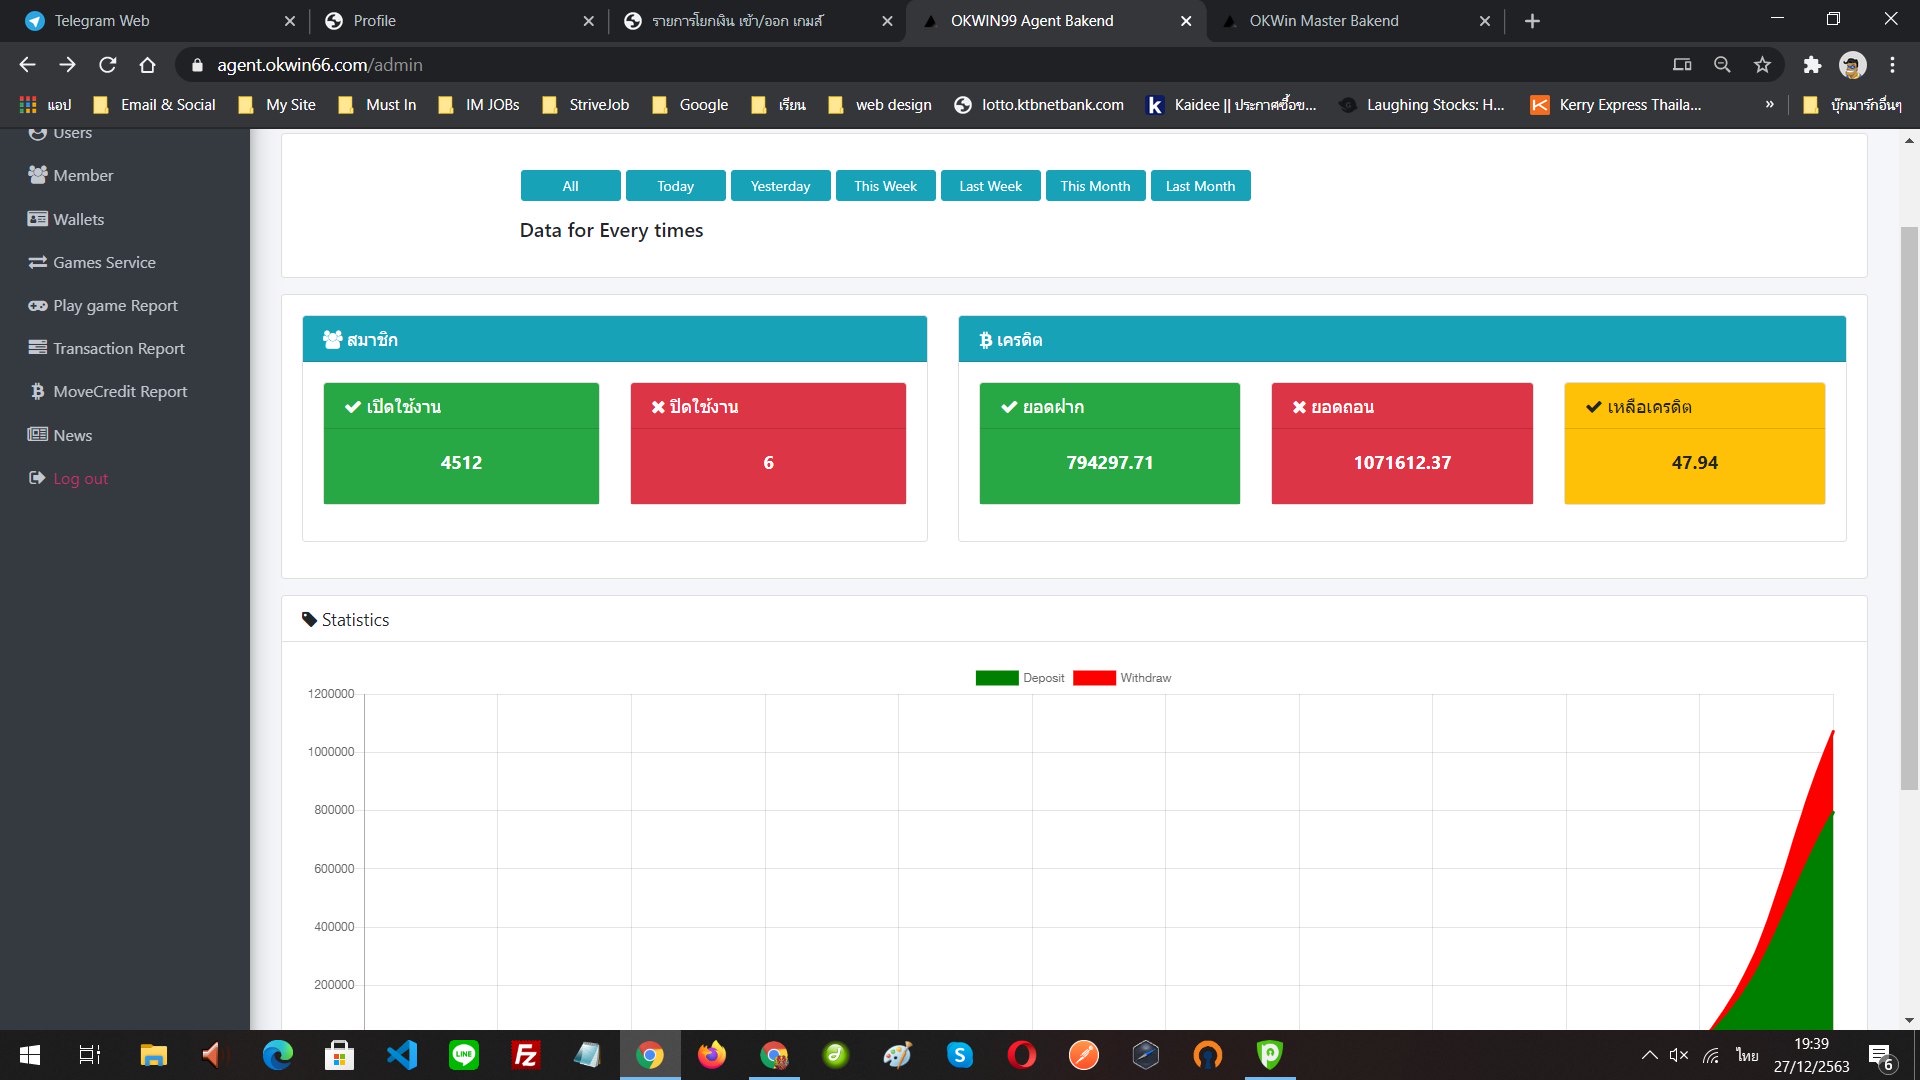 Telegram Web
Profile
รายการโยกเงิน เข้า/ออก เกมส์
OKWIN99 Agent Bakend
OKWin Master Bakend
agent.okwin66.com/admin
แอป
Email & Social
My Site
Must In
IM JOBs
StriveJob
Google
เรียน
web design
lotto.ktbnetbank.com
Kaidee || ประกาศซื้อข...
Laughing Stocks: H...
Kerry Express Thaila...
»
บุ๊กมาร์กอื่นๆ
Users
Member
Wallets
Games Service
Play game Report
Transaction Report
MoveCredit Report
News
Log out
All
Today
Yesterday
This Week
Last Week
This Month
Last Month
Data for Every times
สมาชิก
เปิดใช้งาน
4512
ปิดใช้งาน
6
เครดิต
ยอดฝาก
794297.71
ยอดถอน
1071612.37
เหลือเครดิต
47.94
Statistics
Deposit
Withdraw
1200000
1000000
800000
600000
400000
200000
ไทย
19:39
27/12/2563
6